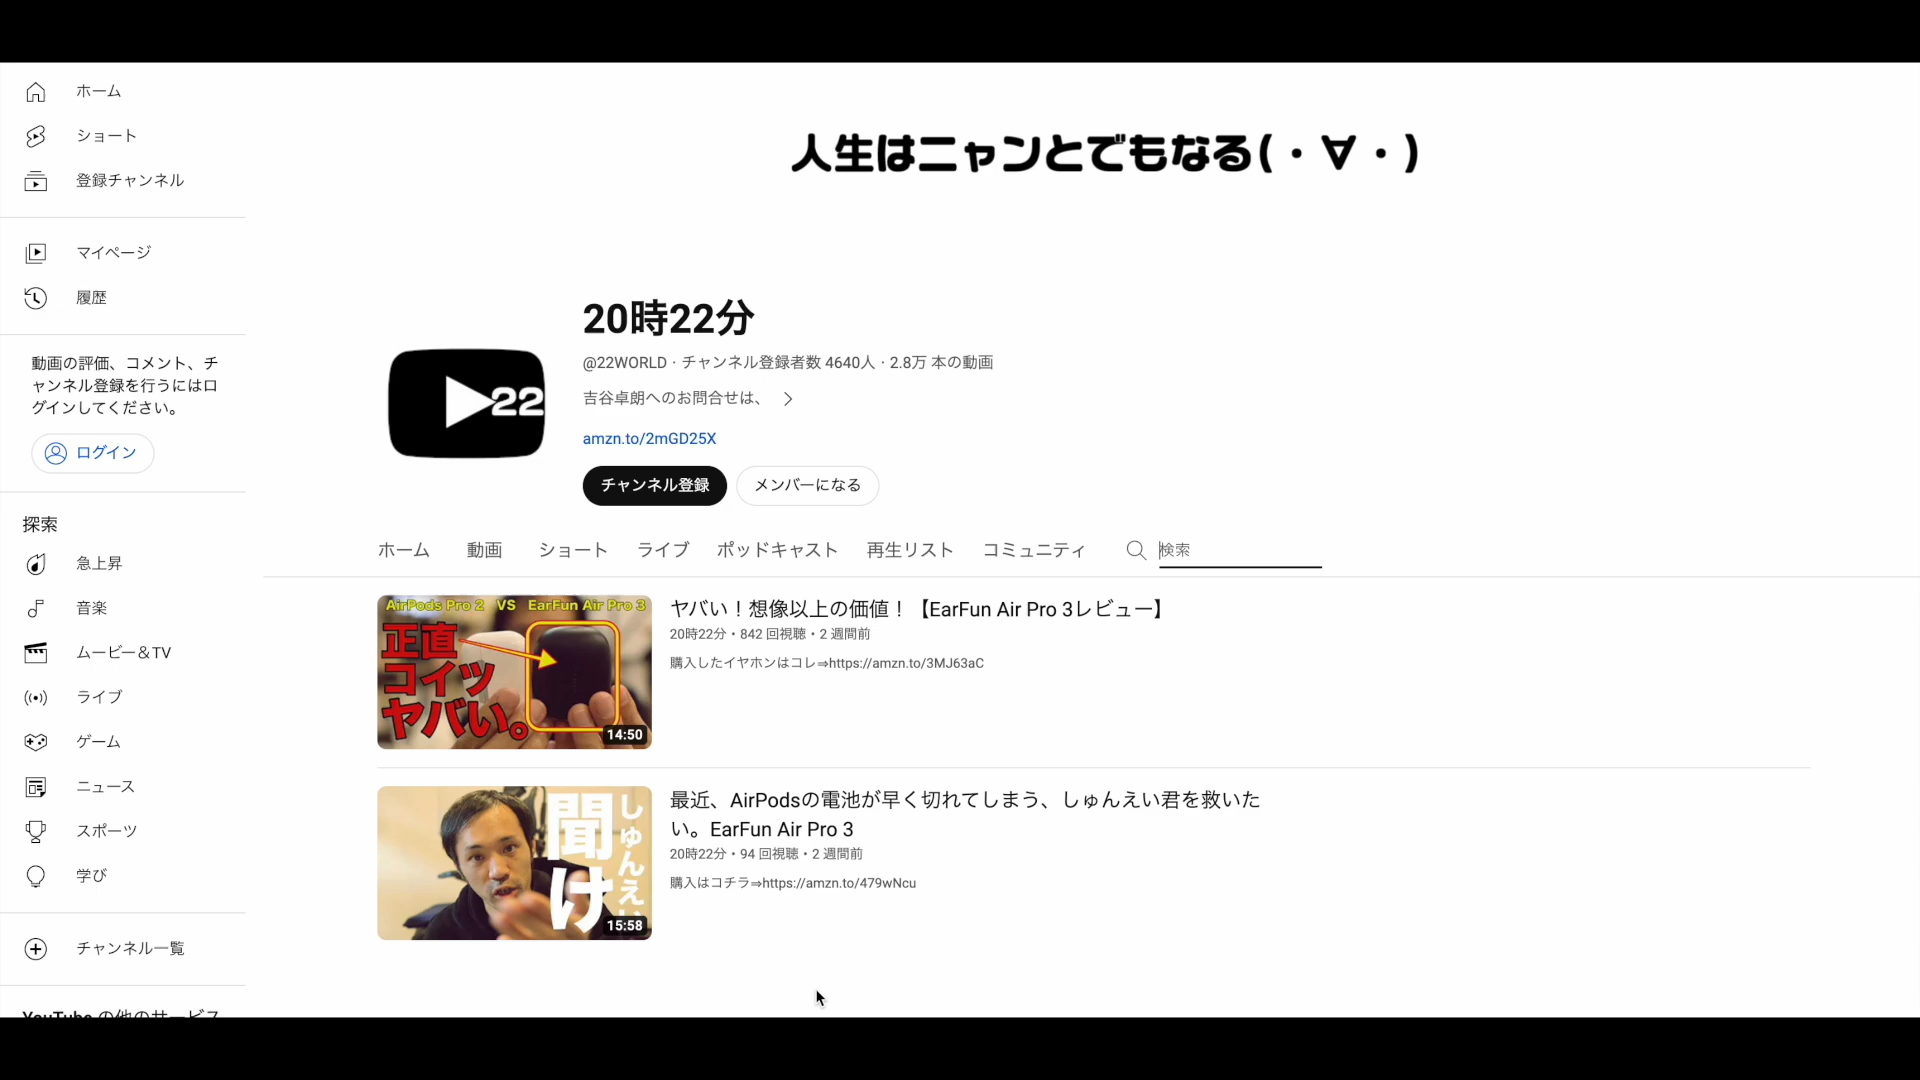 ホーム
ショート
登録チャンネル
マイページ
履歴
動画の評価、コメント、チ
ャンネル登録を行うにはロ
グインしてください。
ログイン
探索
急上昇
音楽
ムービー＆TV
ライブ
ゲーム
ニュース
スポーツ
学び
チャンネル一覧
YouTube の他のサービス
人生はニャンとでもなる(・∀・)
22
20時22分
@22WORLD · チャンネル登録者数 4640人 · 2.8万 本の動画
吉谷卓朗へのお問合せは、
amzn.to/2mGD25X
チャンネル登録 メンバーになる
ホーム 動画 ショート ライブ ポッドキャスト 再生リスト コミュニティ 検索
AirPods Pro 2 VS EarFun Air Pro 3
正直
コイツ
ヤバい。
14:50
ヤバい！想像以上の価値！【EarFun Air Pro 3レビュー】
20時22分・842 回視聴・2 週間前
購入したイヤホンはコレ⇒https://amzn.to/3MJ63aC
しゅんえい
聞け
15:58
最近、AirPodsの電池が早く切れてしまう、しゅんえい君を救いた
い。EarFun Air Pro 3
20時22分・94 回視聴・2 週間前
購入はコチラ⇒https://amzn.to/479wNcu